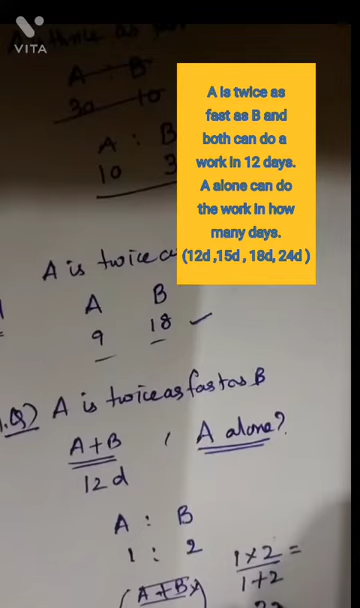 VITA
A B
30 10
A : B
10 3
A is twice as
fast as B and
both can do a
work in 12 days.
A alone can do
the work in how
many days.
(12d ,15d , 18d, 24d )
A is twice a
A B
9 18 ✓
Q) A is twice as fast as B
A+B , A alone?
12 d
A : B
1 : 2
1×2 =
1+2
(A+B)